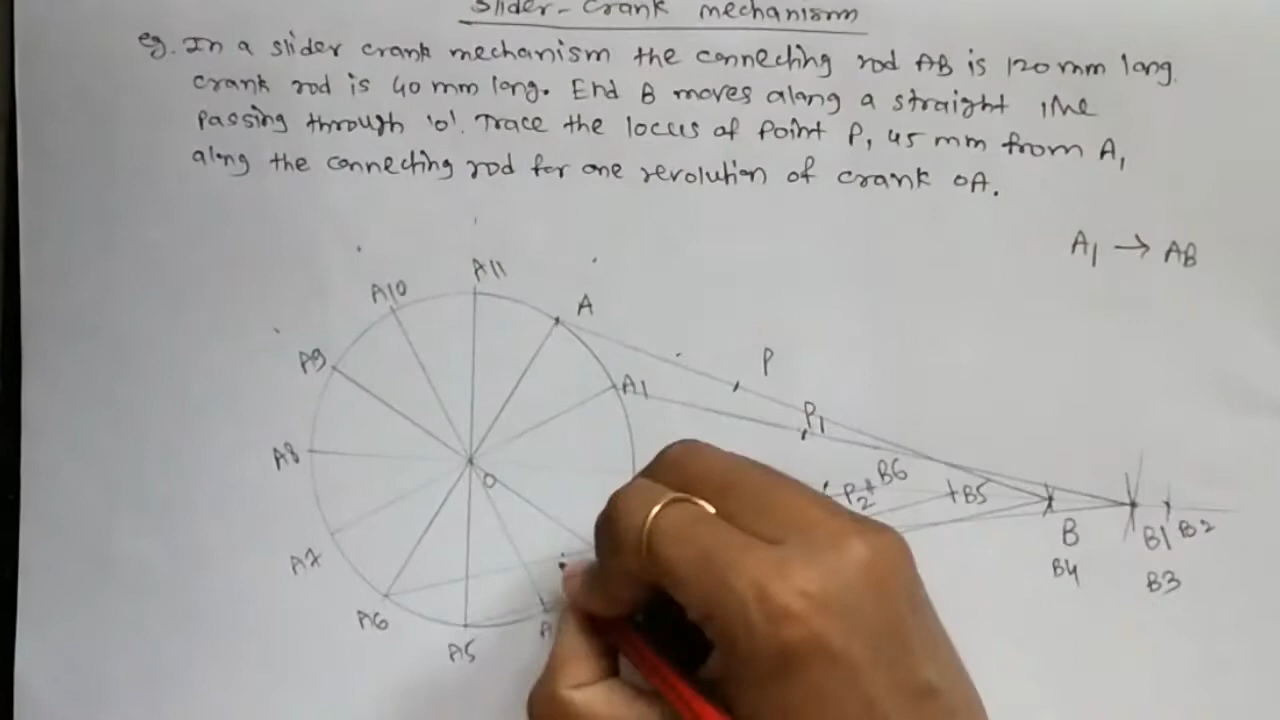 Slider-Crank mechanism
eg. In a slider crank mechanism the connecting rod AB is 120mm long.
crank rod is 40 mm long. End B moves along a straight line
passing through 'o'. Trace the locus of point P, 45 mm from A,
along the connecting rod for one revolution of crank OA.
A1 → AB
A11
A10
A
A9
A1
P
P1
A8
O
P2
B6
B5
B
B1
B2
B4
B3
A7
A6
A5
A